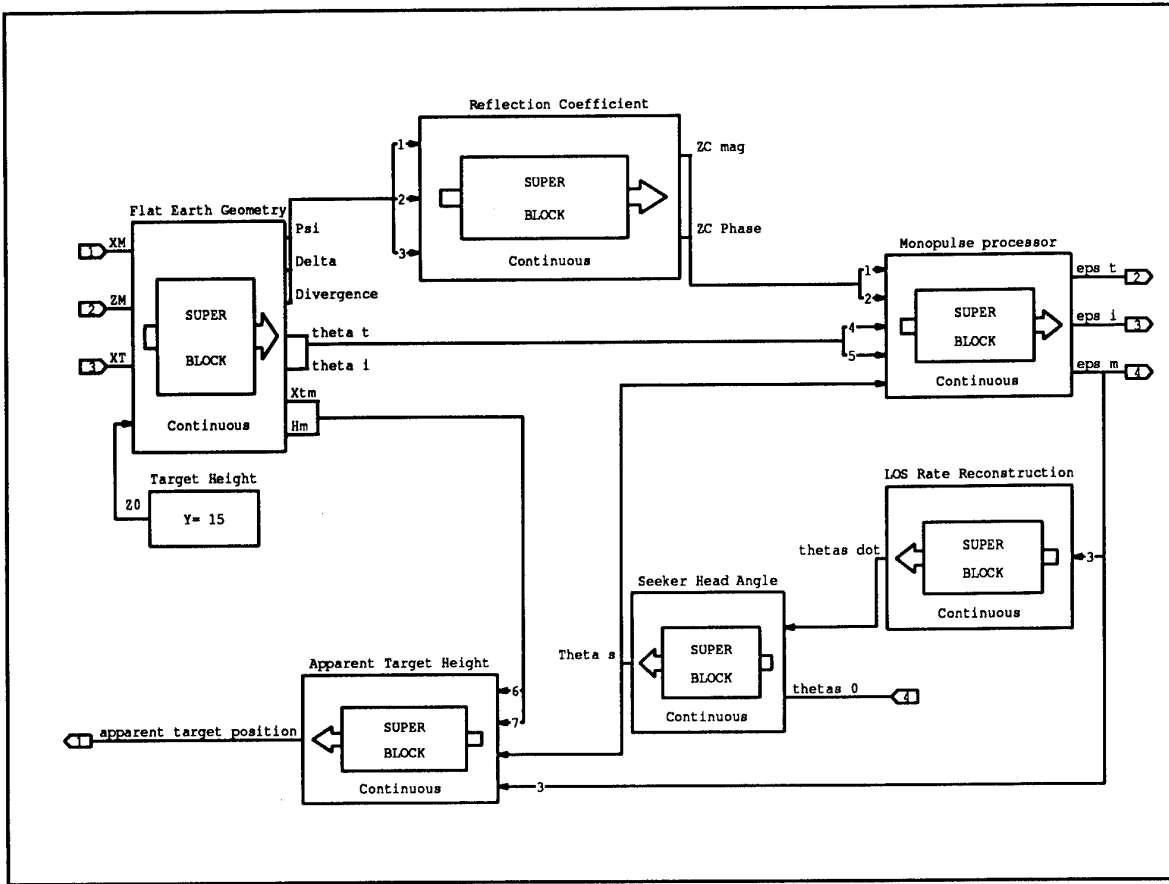 Reflection Coefficient
1
2
3
SUPER
BLOCK
Continuous
ZC mag
ZC Phase
Flat Earth Geometry
1 XM
2 ZM
3 XT
SUPER
BLOCK
Continuous
Psi
Delta
Divergence
theta t
theta i
Xtm
Hm
Monopulse processor
1
2
4
5
SUPER
BLOCK
Continuous
eps t 2
eps i 3
eps m 4
Target Height
Z0
Y= 15
LOS Rate Reconstruction
thetas dot
SUPER
BLOCK
3
Continuous
Seeker Head Angle
Theta s
SUPER
BLOCK
thetas 0 4
Continuous
Apparent Target Height
6
7
SUPER
BLOCK
1 apparent target position
Continuous
3